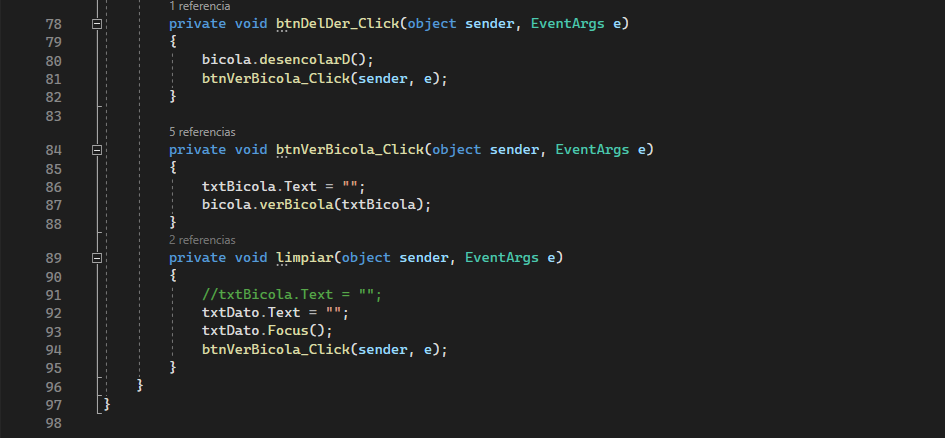 1 referencia
78 private void btnDelDer_Click(object sender, EventArgs e)
79 {
80 bicola.desencolarD();
81 btnVerBicola_Click(sender, e);
82 }
83
5 referencias
84 private void btnVerBicola_Click(object sender, EventArgs e)
85 {
86 txtBicola.Text = "";
87 bicola.verBicola(txtBicola);
88 }
2 referencias
89 private void limpiar(object sender, EventArgs e)
90 {
91 //txtBicola.Text = "";
92 txtDato.Text = "";
93 txtDato.Focus();
94 btnVerBicola_Click(sender, e);
95 }
96 }
97 }
98